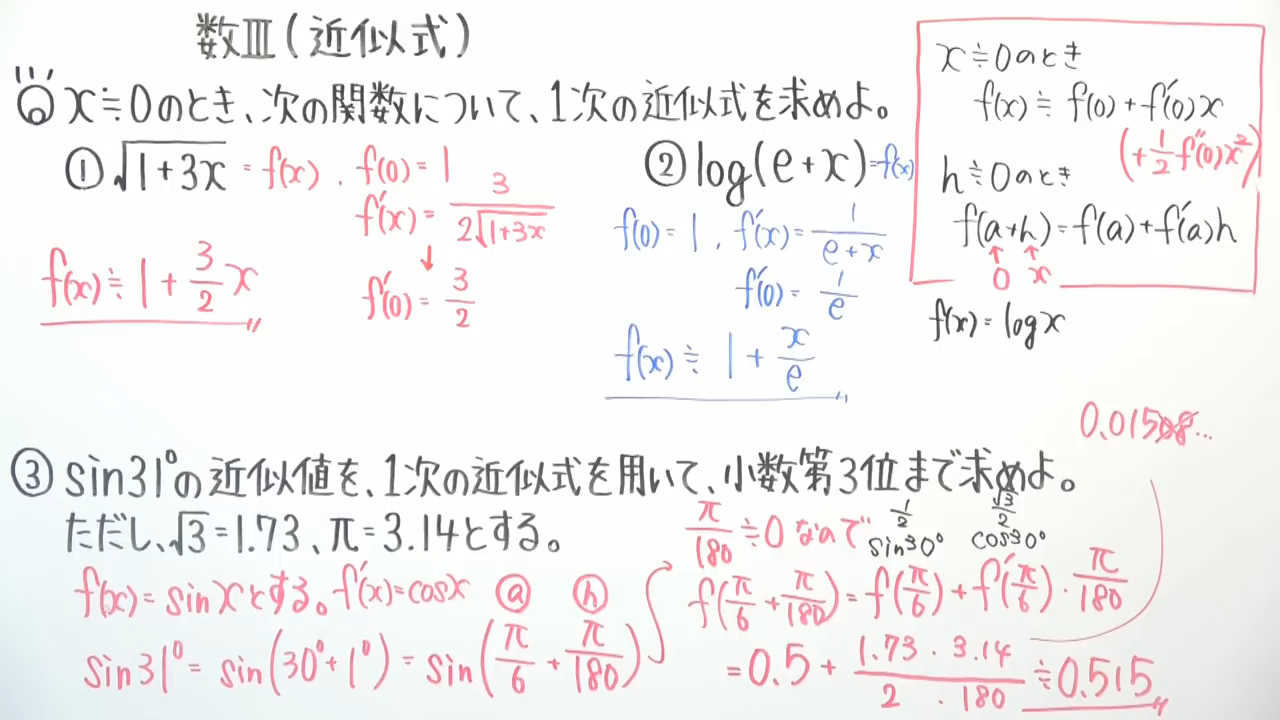 数Ⅲ(近似式)
x≒0のとき、次の関数について、1次の近似式を求めよ。
① √(1+3x) = f(x) . f(0) = 1
f'(x) = 3/(2√(1+3x))
↓
f'(0) = 3/2
f(x) ≒ 1 + 3/2 x
② log(e+x) = f(x)
f(0) = 1 , f'(x) = 1/(e+x)
f'(0) = 1/e
f(x) ≒ 1 + x/e
x≒0のとき
f(x) ≒ f(0) + f'(0)x
(+ 1/2 f''(0)x²)
h≒0のとき
f(a+h) = f(a) + f'(a)h
↑ ↑
0 x
f(x) = log x
0.01508...
③ sin31°の近似値を、1次の近似式を用いて、小数第3位まで求めよ。
ただし、√3 = 1.73、π = 3.14とする。
f(x) = sinxとする。f'(x) = cosx ⓐ ⓗ
sin31° = sin(30°+1°) = sin(π/6 + π/180)
π/180 ≒ 0 なので
1/2 √3/2
sin30° cos30°
f(π/6 + π/180) = f(π/6) + f'(π/6)・π/180
= 0.5 + (1.73 . 3.14)/(2 . 180) ≒ 0.515